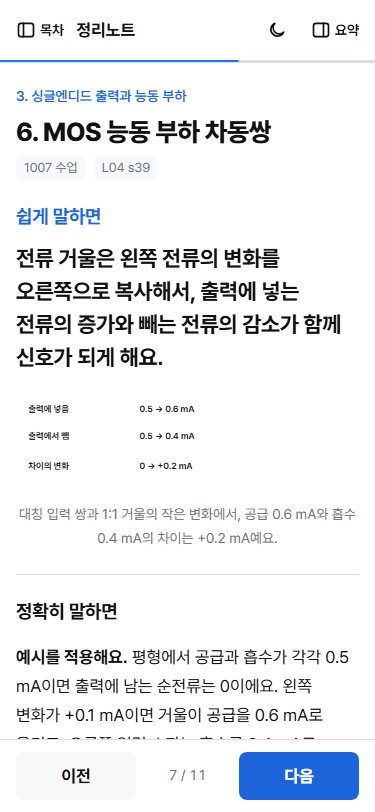 목차 정리노트 요약
3. 싱글엔디드 출력과 능동 부하
6. MOS 능동 부하 차동쌍
1007 수업 L04 s39
쉽게 말하면
전류 거울은 왼쪽 전류의 변화를
오른쪽으로 복사해서, 출력에 넣는
전류의 증가와 빼는 전류의 감소가 함께
신호가 되게 해요.
출력에 넣음 0.5 → 0.6 mA
출력에서 뺌 0.5 → 0.4 mA
차이의 변화 0 → +0.2 mA
대칭 입력 쌍과 1:1 거울의 작은 변화에서, 공급 0.6 mA와 흡수
0.4 mA의 차이는 +0.2 mA예요.
정확히 말하면
예시를 적용해요. 평형에서 공급과 흡수가 각각 0.5
mA이면 출력에 남는 순전류는 0이에요. 왼쪽
변화가 +0.1 mA이면 거울이 공급을 0.6 mA로
이전 7 / 11 다음